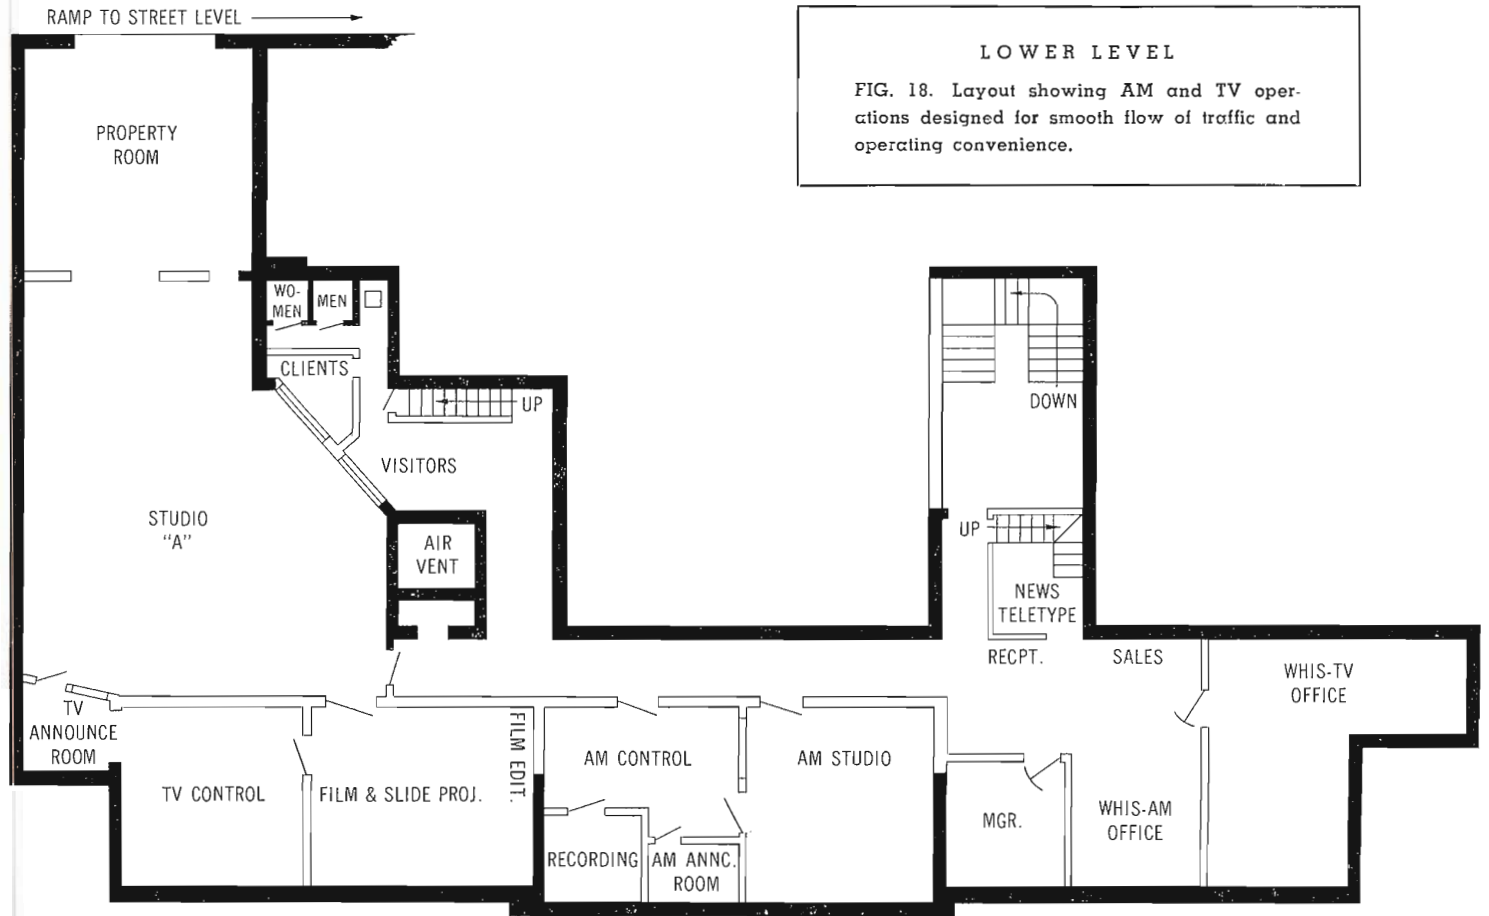 RAMP TO STREET LEVEL
LOWER LEVEL
FIG. 18. Layout showing AM and TV oper-
ations designed for smooth flow of traffic and
operating convenience.
PROPERTY
ROOM
WO-
MEN
MEN
CLIENTS
UP
VISITORS
DOWN
STUDIO
"A"
AIR
VENT
UP
NEWS
TELETYPE
RECPT.
SALES
WHIS-TV
OFFICE
TV
ANNOUNCE
ROOM
TV CONTROL
FILM & SLIDE PROJ.
FILM EDIT.
AM CONTROL
AM STUDIO
MGR.
WHIS-AM
OFFICE
RECORDING
AM ANNC.
ROOM